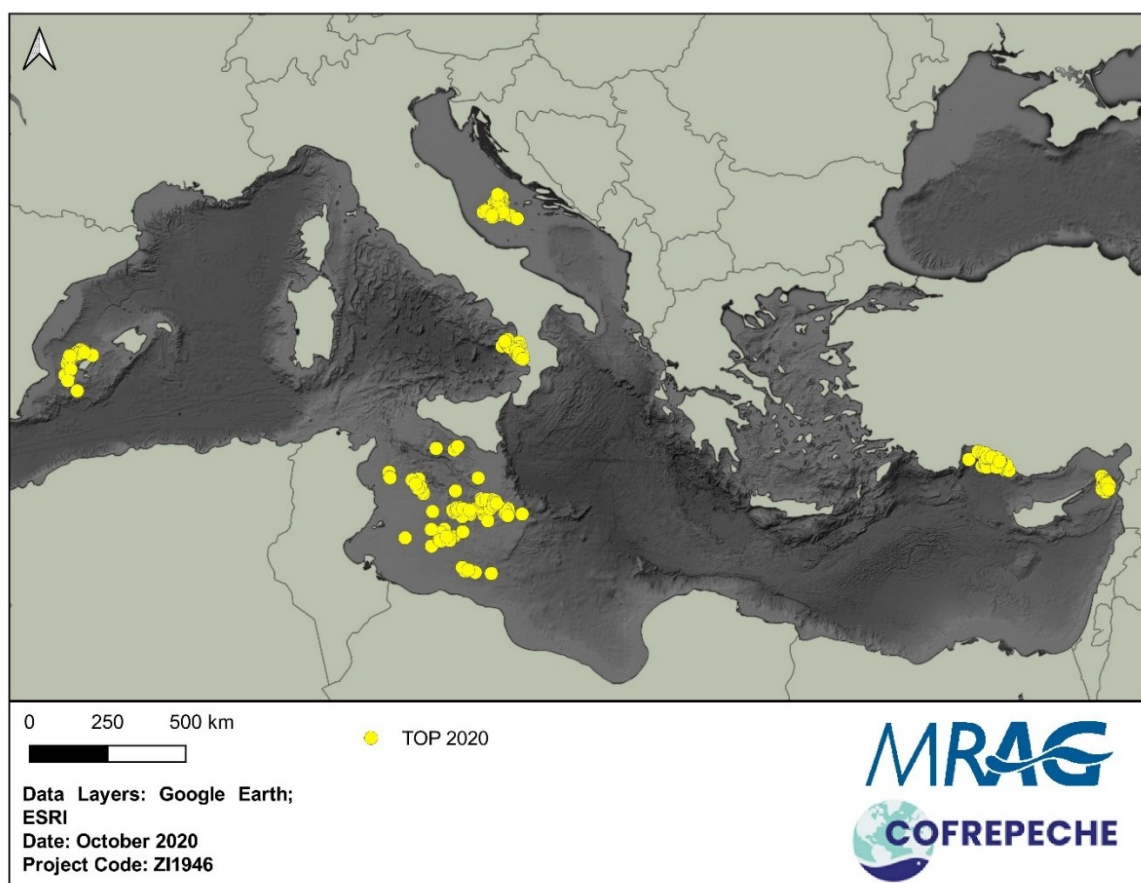 0 250 500 km
TOP 2020
Data Layers: Google Earth;
ESRI
Date: October 2020
Project Code: ZI1946
MRAG
COFREPECHE